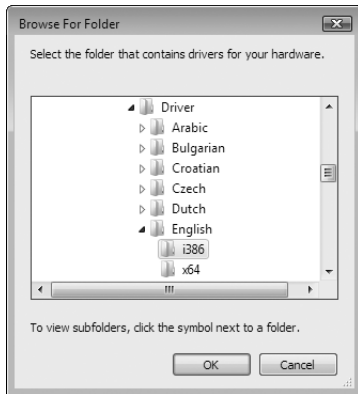 Browse For Folder
Select the folder that contains drivers for your hardware.
Driver
Arabic
Bulgarian
Croatian
Czech
Dutch
English
i386
x64
To view subfolders, click the symbol next to a folder.
OK Cancel